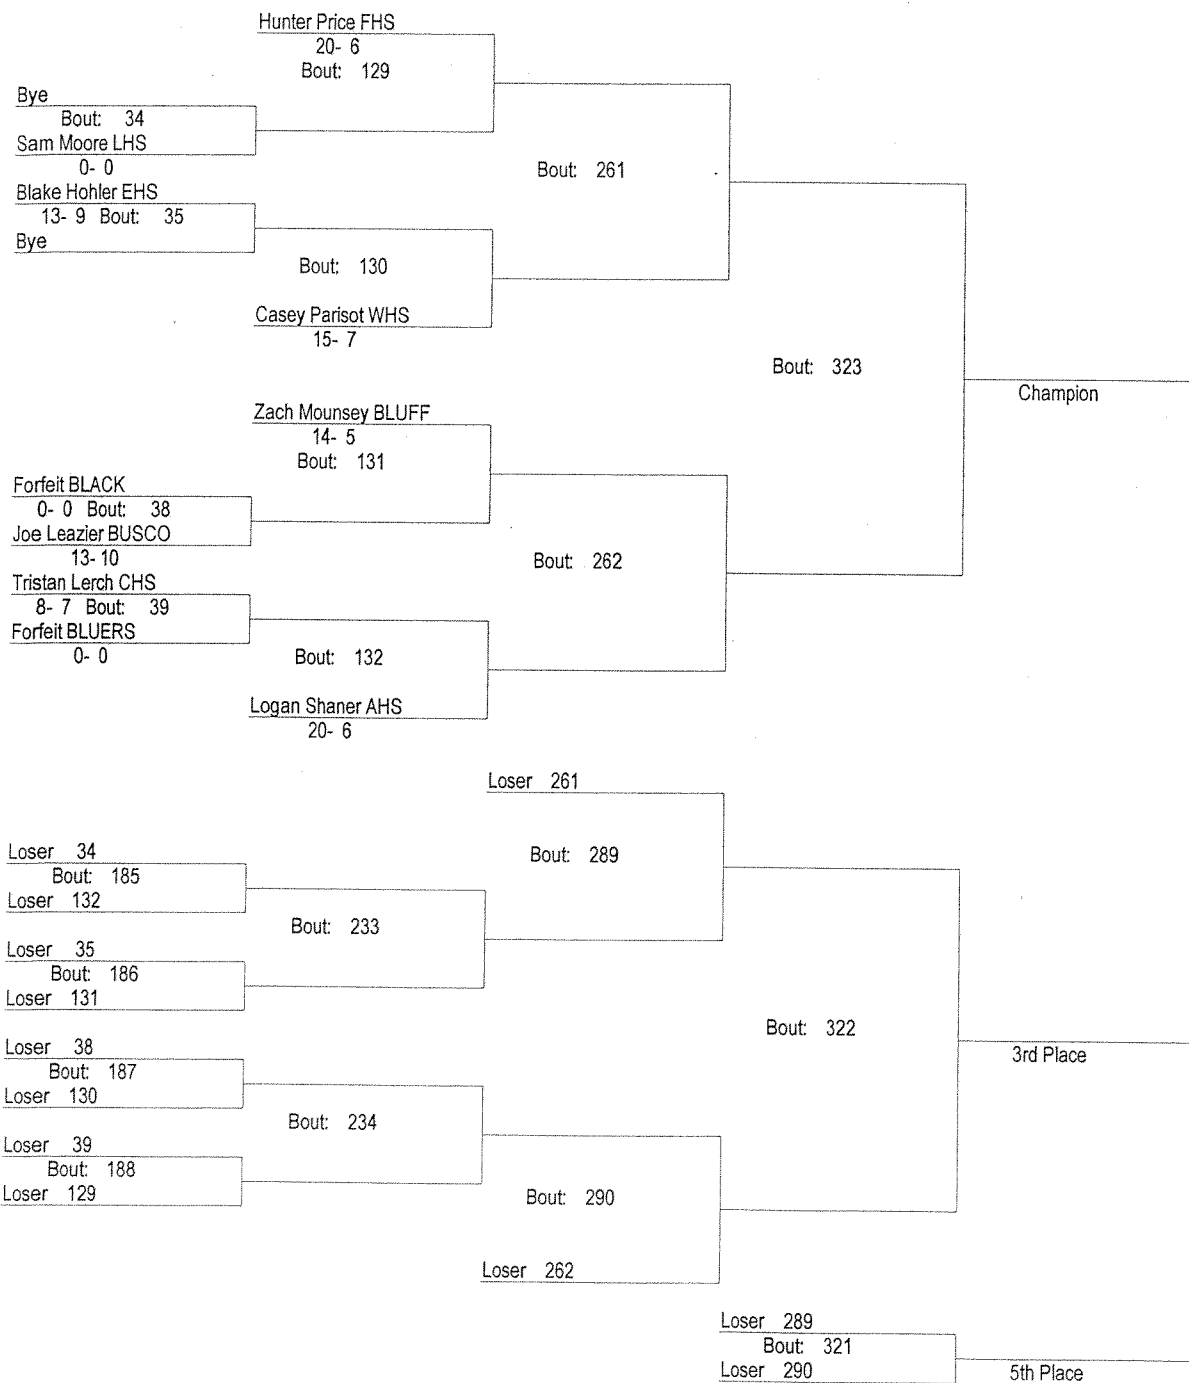 Hunter Price FHS
20- 6
Bout: 129
Bye
Bout: 34
Sam Moore LHS
0- 0
Bout: 261
Blake Hohler EHS
13- 9 Bout: 35
Bye
Bout: 130
Casey Parisot WHS
15- 7
Bout: 323
Champion
Zach Mounsey BLUFF
14- 5
Bout: 131
Forfeit BLACK
0- 0 Bout: 38
Joe Leazier BUSCO
13- 10
Bout: 262
Tristan Lerch CHS
8- 7 Bout: 39
Forfeit BLUERS
0- 0
Bout: 132
Logan Shaner AHS
20- 6
Loser 261
Bout: 289
Loser 34
Bout: 185
Loser 132
Bout: 233
Loser 35
Bout: 186
Loser 131
Bout: 322
3rd Place
Loser 38
Bout: 187
Loser 130
Bout: 234
Loser 39
Bout: 188
Loser 129
Bout: 290
Loser 262
Loser 289
Bout: 321
Loser 290
5th Place